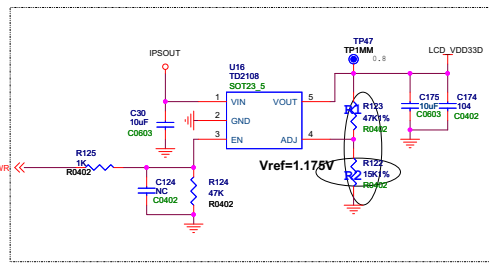 TP47
TP1MM
0.8
LCD_VDD33D
IPSOUT
U16
TD2108
SOT23_5
1
VIN
VOUT
5
2
GND
3
EN
ADJ
4
C30
10uF
C0603
R1
R123
47K1%
R0402
C175
10uF
C0603
C174
104
C0402
Vref=1.175V
R2
R122
15K1%
R0402
R125
1K
R0402
C124
NC
C0402
R124
47K
R0402